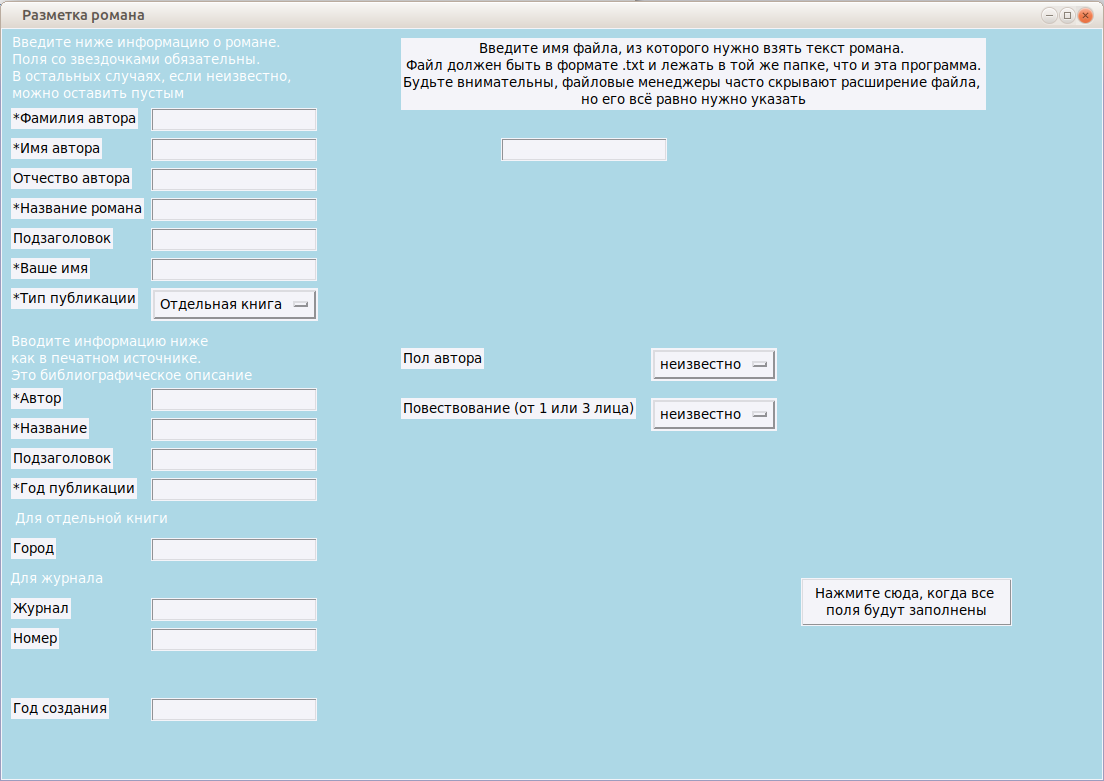 Разметка романа
Введите ниже информацию о романе.
Поля со звездочками обязательны.
В остальных случаях, если неизвестно,
можно оставить пустым
*Фамилия автора
*Имя автора
Отчество автора
*Название романа
Подзаголовок
*Ваше имя
*Тип публикации
Отдельная книга
Вводите информацию ниже
как в печатном источнике.
Это библиографическое описание
*Автор
*Название
Подзаголовок
*Год публикации
Для отдельной книги
Город
Для журнала
Журнал
Номер
Год создания
Введите имя файла, из которого нужно взять текст романа.
Файл должен быть в формате .txt и лежать в той же папке, что и эта программа.
Будьте внимательны, файловые менеджеры часто скрывают расширение файла,
но его всё равно нужно указать
Пол автора
неизвестно
Повествование (от 1 или 3 лица)
неизвестно
Нажмите сюда, когда все
поля будут заполнены